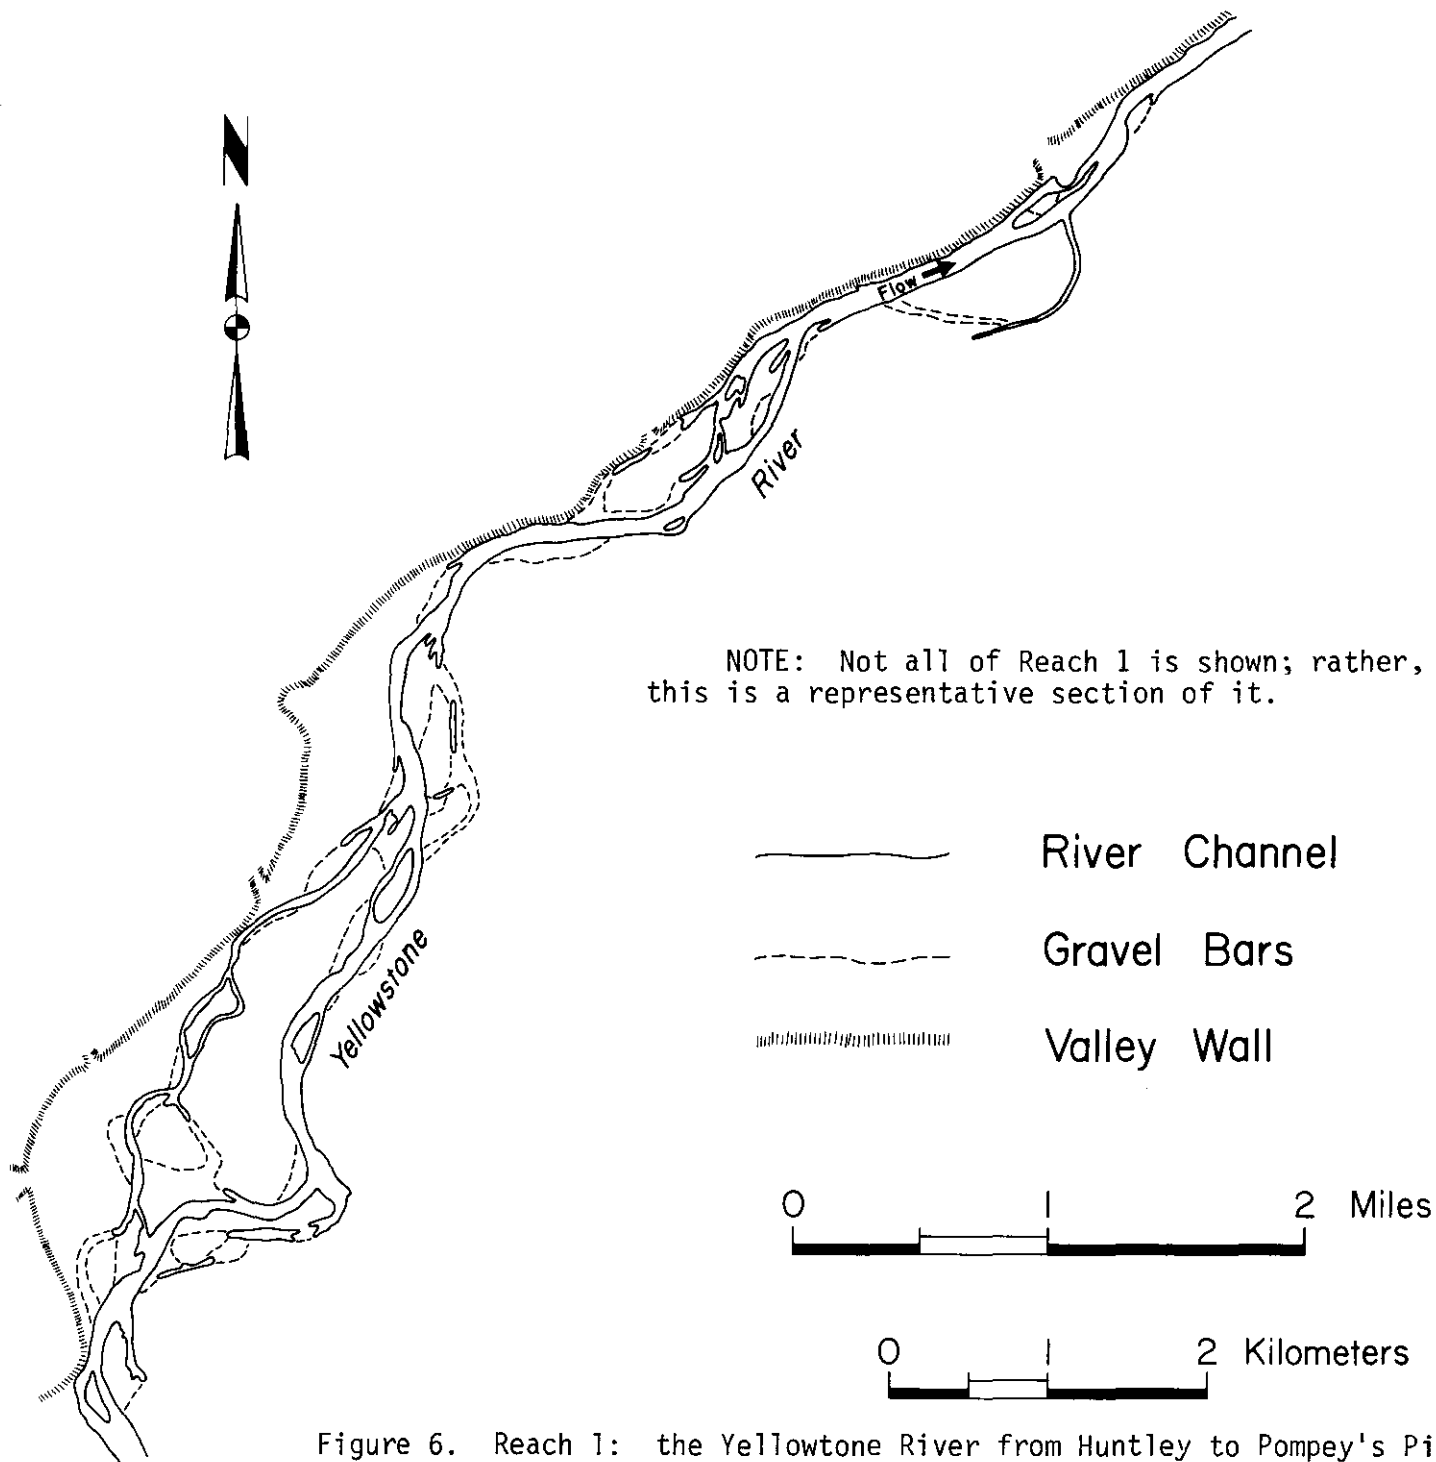 N
Flow
River
NOTE: Not all of Reach 1 is shown; rather,
this is a representative section of it.
River Channel
Gravel Bars
Yellowstone
Valley Wall
0 1 2 Miles
0 1 2 Kilometers
Figure 6. Reach 1: the Yellowtone River from Huntley to Pompey's Pi